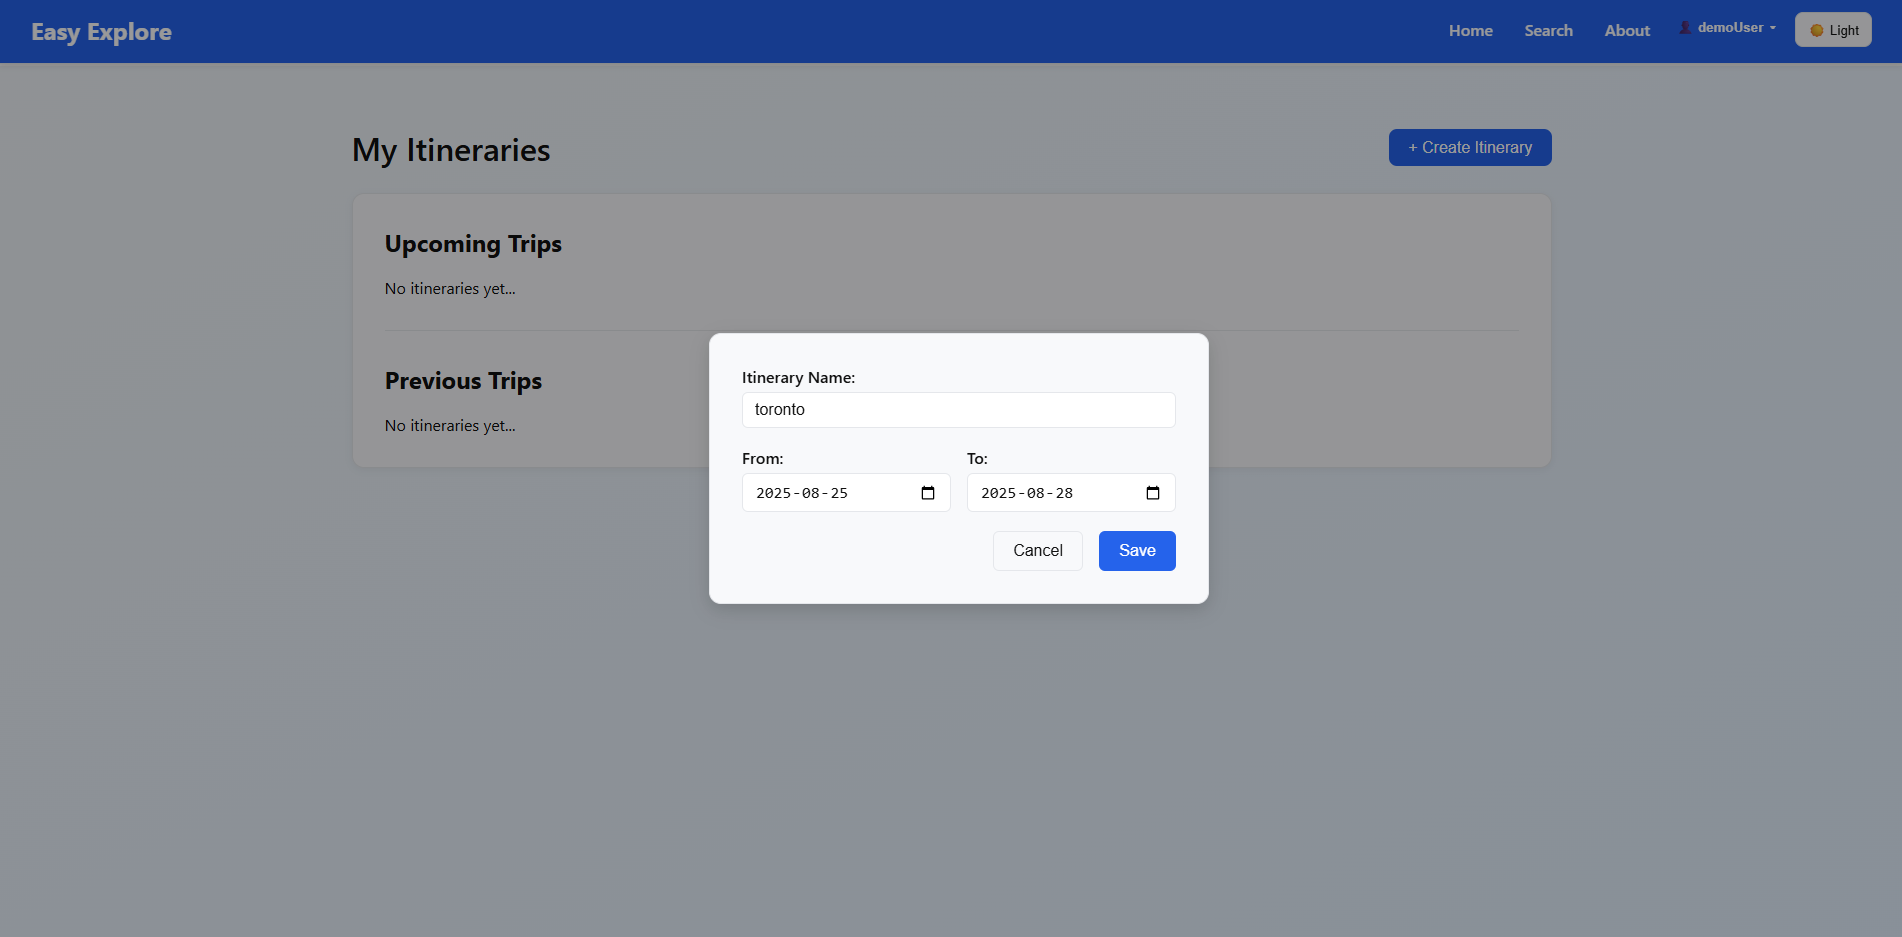 Easy Explore
Home Search About demoUser Light
My Itineraries
+ Create Itinerary
Upcoming Trips
No itineraries yet...
Previous Trips
No itineraries yet...
Itinerary Name:
toronto
From: To:
2025-08-25 2025-08-28
Cancel Save